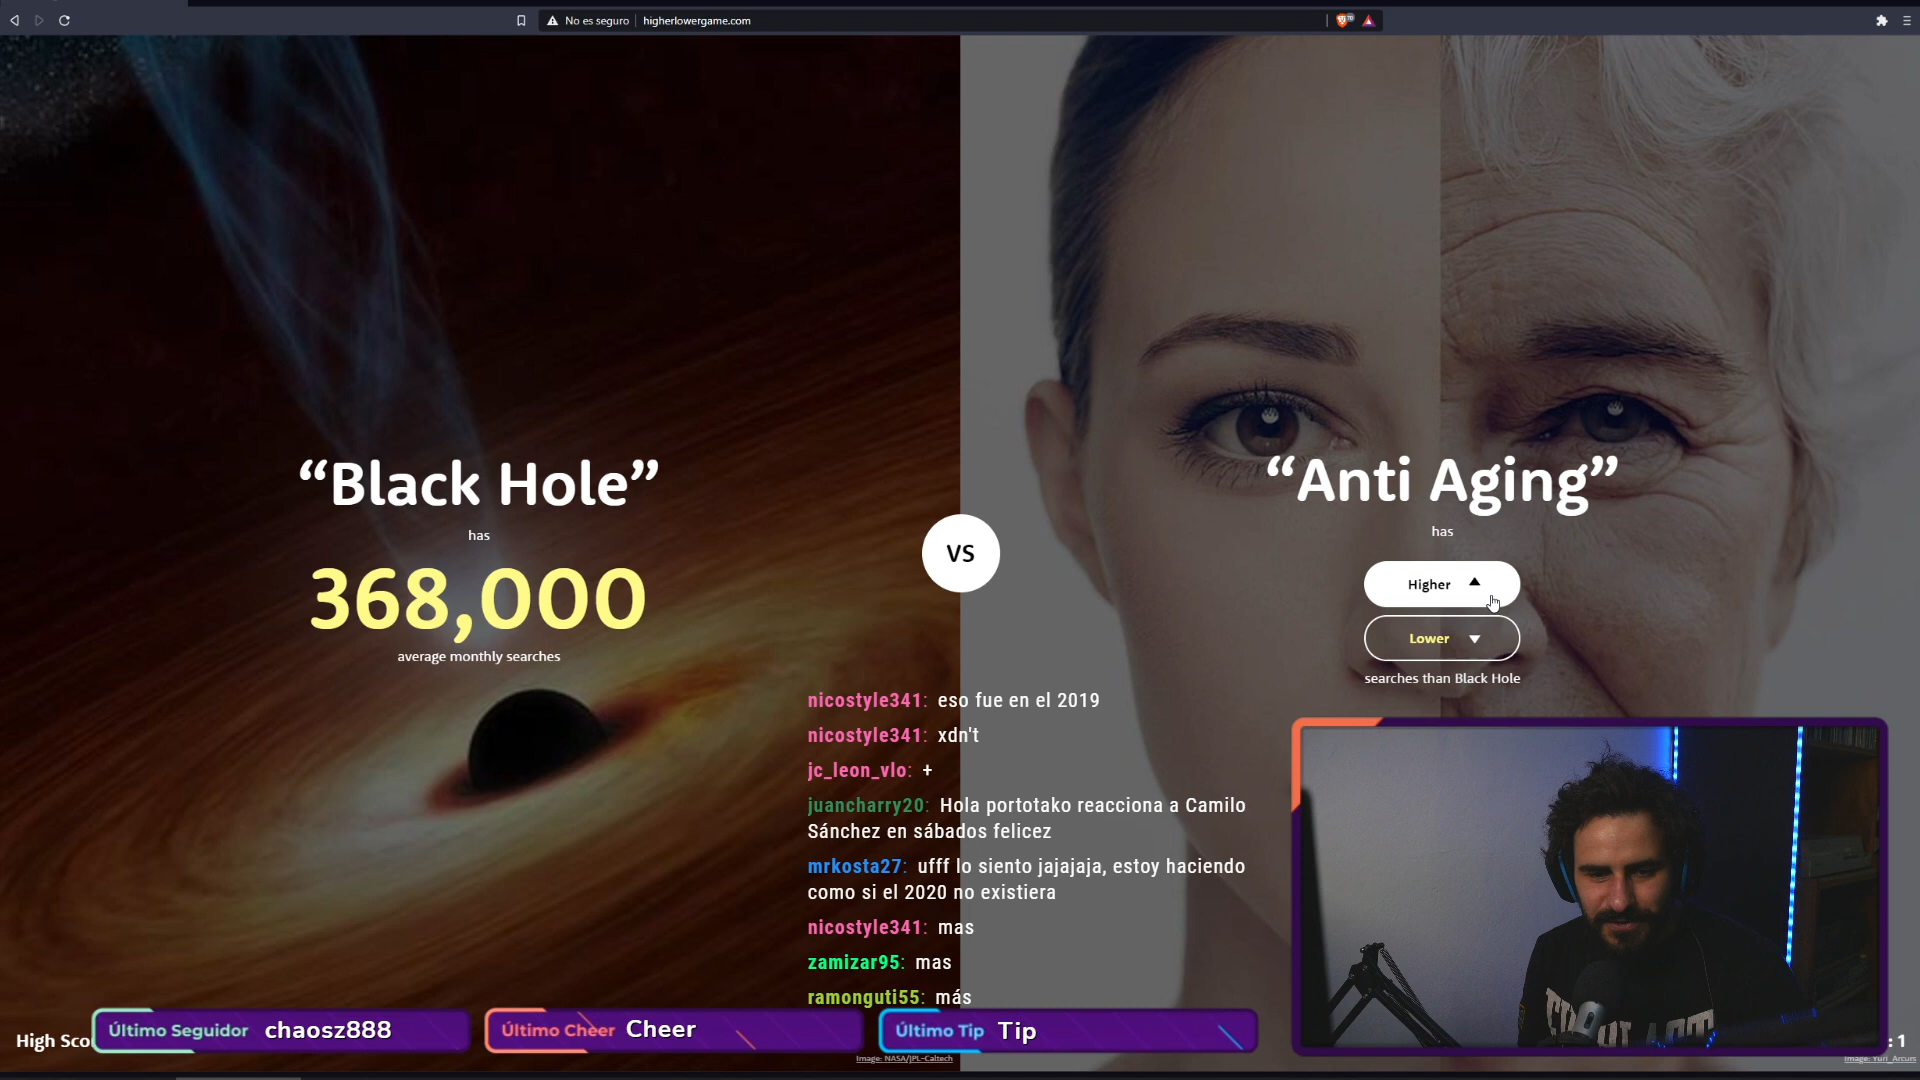 No es seguro
higherlowergame.com
“Black Hole”
has
368,000
average monthly searches
VS
“Anti Aging”
has
Higher
Lower
searches than Black Hole
nicostyle341: eso fue en el 2019
nicostyle341: xdn't
jc_leon_vlo: +
juancharry20: Hola portotako reacciona a Camilo
Sánchez en sábados felicez
mrkosta27: ufff lo siento jajajaja, estoy haciendo
como si el 2020 no existiera
nicostyle341: mas
zamizar95: mas
ramonguti55: más
High Sco
Último Seguidor chaosz888
Último Cheer Cheer
Último Tip Tip
: 1
Image: NASA/JPL-Caltech
Image: Yuri_Arcurs